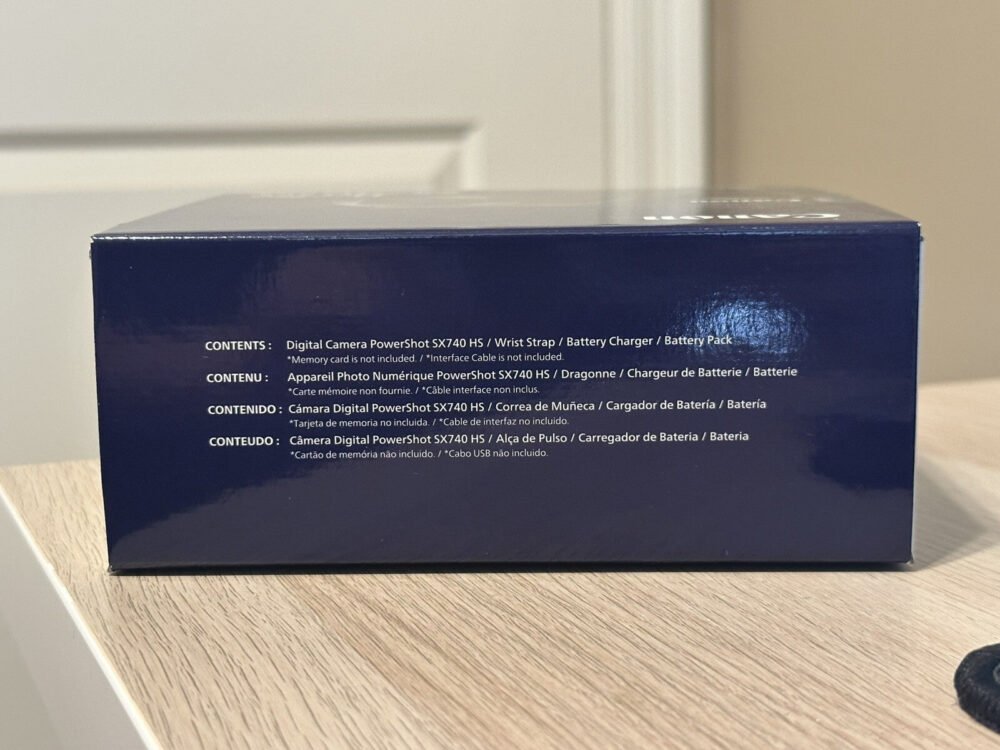 Canon
CONTENTS : Digital Camera PowerShot SX740 HS / Wrist Strap / Battery Charger / Battery Pack
*Memory card is not included. / *Interface Cable is not included.
CONTENU : Appareil Photo Numérique PowerShot SX740 HS / Dragonne / Chargeur de Batterie / Batterie
*Carte mémoire non fournie. / *Câble interface non inclus.
CONTENIDO : Cámara Digital PowerShot SX740 HS / Correa de Muñeca / Cargador de Batería / Batería
*Tarjeta de memoria no incluida. / *Cable de interfaz no incluido.
CONTEUDO : Câmera Digital PowerShot SX740 HS / Alça de Pulso / Carregador de Bateria / Bateria
*Cartão de memória não incluido. / *Cabo USB não incluido.